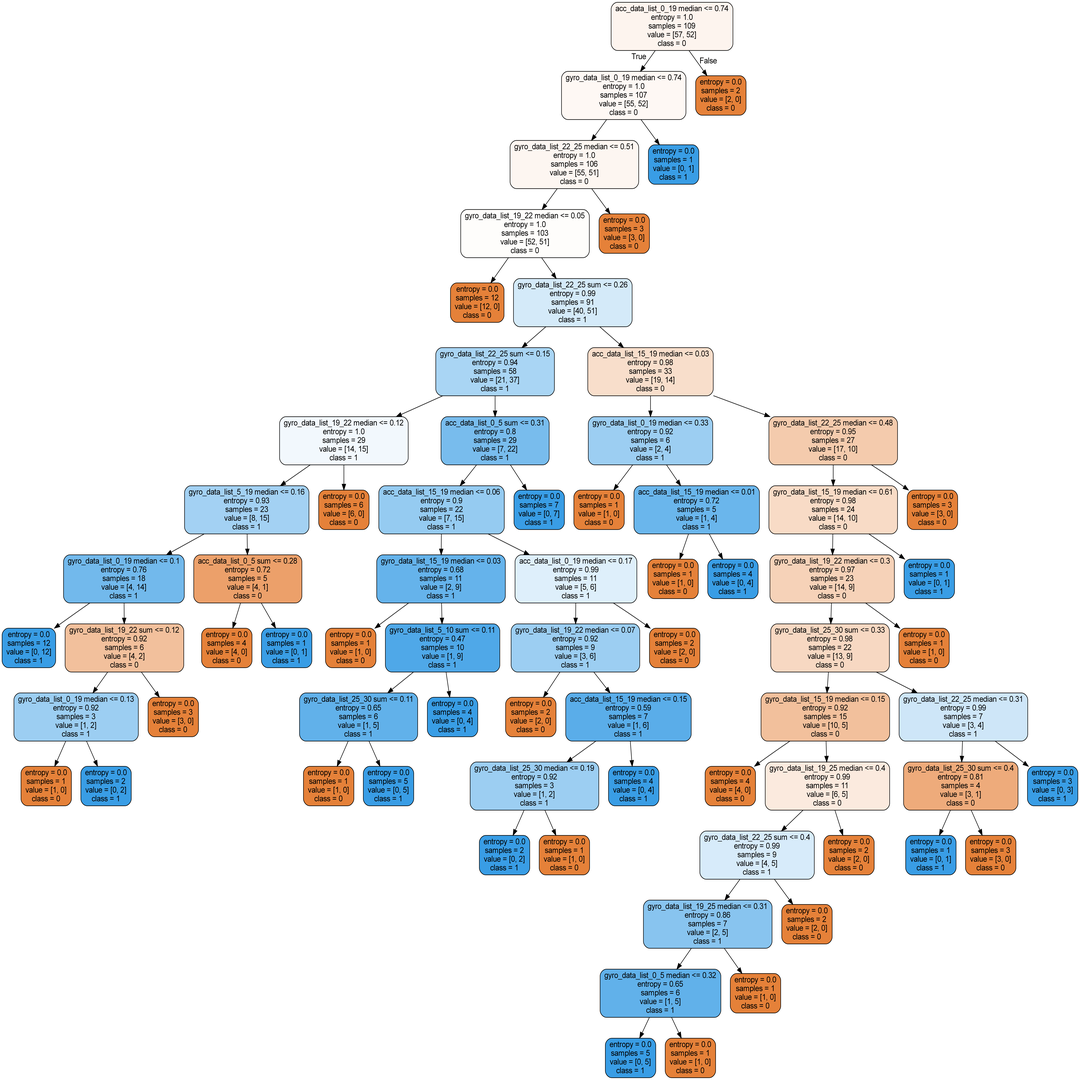 acc_data_list_0_19 median <= 0.74
entropy = 1.0
samples = 109
value = [57, 52]
class = 0
True
False
gyro_data_list_0_19 median <= 0.74
entropy = 1.0
samples = 107
value = [55, 52]
class = 0
entropy = 0.0
samples = 2
value = [2, 0]
class = 0
gyro_data_list_22_25 median <= 0.51
entropy = 1.0
samples = 106
value = [55, 51]
class = 0
entropy = 0.0
samples = 1
value = [0, 1]
class = 1
gyro_data_list_19_22 median <= 0.05
entropy = 1.0
samples = 103
value = [52, 51]
class = 0
entropy = 0.0
samples = 3
value = [3, 0]
class = 0
entropy = 0.0
samples = 12
value = [12, 0]
class = 0
gyro_data_list_22_25 sum <= 0.26
entropy = 0.99
samples = 91
value = [40, 51]
class = 1
gyro_data_list_22_25 sum <= 0.15
entropy = 0.94
samples = 58
value = [21, 37]
class = 1
acc_data_list_15_19 median <= 0.03
entropy = 0.98
samples = 33
value = [19, 14]
class = 0
gyro_data_list_19_22 median <= 0.12
entropy = 1.0
samples = 29
value = [14, 15]
class = 1
acc_data_list_0_5 sum <= 0.31
entropy = 0.8
samples = 29
value = [7, 22]
class = 1
gyro_data_list_0_19 median <= 0.33
entropy = 0.92
samples = 6
value = [2, 4]
class = 1
gyro_data_list_22_25 median <= 0.48
entropy = 0.95
samples = 27
value = [17, 10]
class = 0
gyro_data_list_5_19 median <= 0.16
entropy = 0.93
samples = 23
value = [8, 15]
class = 1
entropy = 0.0
samples = 6
value = [6, 0]
class = 0
acc_data_list_15_19 median <= 0.06
entropy = 0.9
samples = 22
value = [7, 15]
class = 1
entropy = 0.0
samples = 7
value = [0, 7]
class = 1
entropy = 0.0
samples = 1
value = [1, 0]
class = 0
acc_data_list_15_19 median <= 0.01
entropy = 0.72
samples = 5
value = [1, 4]
class = 1
gyro_data_list_15_19 median <= 0.61
entropy = 0.98
samples = 24
value = [14, 10]
class = 0
entropy = 0.0
samples = 3
value = [3, 0]
class = 0
gyro_data_list_0_19 median <= 0.1
entropy = 0.76
samples = 18
value = [4, 14]
class = 1
acc_data_list_0_5 sum <= 0.28
entropy = 0.72
samples = 5
value = [4, 1]
class = 0
gyro_data_list_15_19 median <= 0.03
entropy = 0.68
samples = 11
value = [2, 9]
class = 1
acc_data_list_0_19 median <= 0.17
entropy = 0.99
samples = 11
value = [5, 6]
class = 1
entropy = 0.0
samples = 1
value = [1, 0]
class = 0
entropy = 0.0
samples = 4
value = [0, 4]
class = 1
gyro_data_list_19_22 median <= 0.3
entropy = 0.97
samples = 23
value = [14, 9]
class = 0
entropy = 0.0
samples = 1
value = [0, 1]
class = 1
entropy = 0.0
samples = 12
value = [0, 12]
class = 1
gyro_data_list_19_22 sum <= 0.12
entropy = 0.92
samples = 6
value = [4, 2]
class = 0
entropy = 0.0
samples = 4
value = [4, 0]
class = 0
entropy = 0.0
samples = 1
value = [0, 1]
class = 1
entropy = 0.0
samples = 1
value = [1, 0]
class = 0
gyro_data_list_5_10 sum <= 0.11
entropy = 0.47
samples = 10
value = [1, 9]
class = 1
gyro_data_list_19_22 median <= 0.07
entropy = 0.92
samples = 9
value = [3, 6]
class = 1
entropy = 0.0
samples = 2
value = [2, 0]
class = 0
gyro_data_list_25_30 sum <= 0.33
entropy = 0.98
samples = 22
value = [13, 9]
class = 0
entropy = 0.0
samples = 1
value = [1, 0]
class = 0
gyro_data_list_0_19 median <= 0.13
entropy = 0.92
samples = 3
value = [1, 2]
class = 1
entropy = 0.0
samples = 3
value = [3, 0]
class = 0
gyro_data_list_25_30 sum <= 0.11
entropy = 0.65
samples = 6
value = [1, 5]
class = 1
entropy = 0.0
samples = 4
value = [0, 4]
class = 1
entropy = 0.0
samples = 2
value = [2, 0]
class = 0
acc_data_list_15_19 median <= 0.15
entropy = 0.59
samples = 7
value = [1, 6]
class = 1
gyro_data_list_15_19 median <= 0.15
entropy = 0.92
samples = 15
value = [10, 5]
class = 0
gyro_data_list_22_25 median <= 0.31
entropy = 0.99
samples = 7
value = [3, 4]
class = 1
entropy = 0.0
samples = 1
value = [1, 0]
class = 0
entropy = 0.0
samples = 2
value = [0, 2]
class = 1
entropy = 0.0
samples = 1
value = [1, 0]
class = 0
entropy = 0.0
samples = 5
value = [0, 5]
class = 1
gyro_data_list_25_30 median <= 0.19
entropy = 0.92
samples = 3
value = [1, 2]
class = 1
entropy = 0.0
samples = 4
value = [0, 4]
class = 1
entropy = 0.0
samples = 4
value = [4, 0]
class = 0
gyro_data_list_19_25 median <= 0.4
entropy = 0.99
samples = 11
value = [6, 5]
class = 0
gyro_data_list_25_30 sum <= 0.4
entropy = 0.81
samples = 4
value = [3, 1]
class = 0
entropy = 0.0
samples = 3
value = [0, 3]
class = 1
entropy = 0.0
samples = 2
value = [0, 2]
class = 1
entropy = 0.0
samples = 1
value = [1, 0]
class = 0
gyro_data_list_22_25 sum <= 0.4
entropy = 0.99
samples = 9
value = [4, 5]
class = 1
entropy = 0.0
samples = 2
value = [2, 0]
class = 0
entropy = 0.0
samples = 1
value = [0, 1]
class = 1
entropy = 0.0
samples = 3
value = [3, 0]
class = 0
gyro_data_list_19_25 median <= 0.31
entropy = 0.86
samples = 7
value = [2, 5]
class = 1
entropy = 0.0
samples = 2
value = [2, 0]
class = 0
gyro_data_list_0_5 median <= 0.32
entropy = 0.65
samples = 6
value = [1, 5]
class = 1
entropy = 0.0
samples = 1
value = [1, 0]
class = 0
entropy = 0.0
samples = 5
value = [0, 5]
class = 1
entropy = 0.0
samples = 1
value = [1, 0]
class = 0